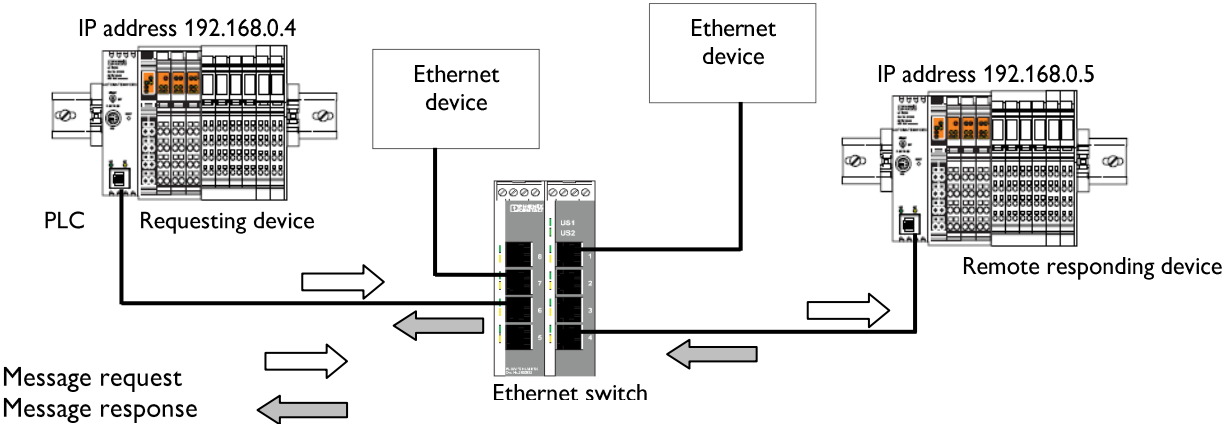 IP address 192.168.0.4
Ethernet
device
Ethernet
device
IP address 192.168.0.5
PLC
Requesting device
US1
US2
8
1
7
2
6
3
5
4
Remote responding device
Message request
Message response
Ethernet switch